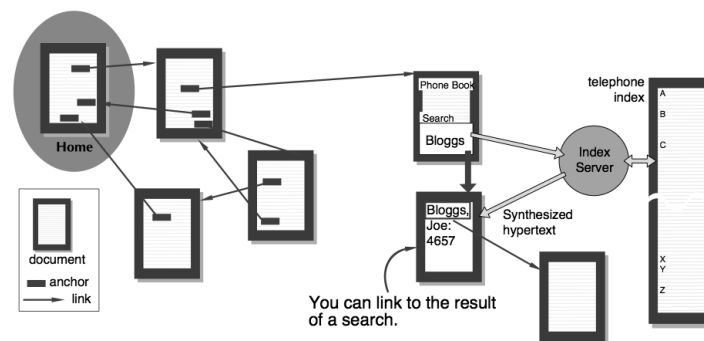 Home
document
anchor
link
Phone Book
Search
Bloggs
Index
Server
telephone
index
A
B
C
X
Y
Z
Bloggs,
Joe:
4657
Synthesized
hypertext
You can link to the result
of a search.